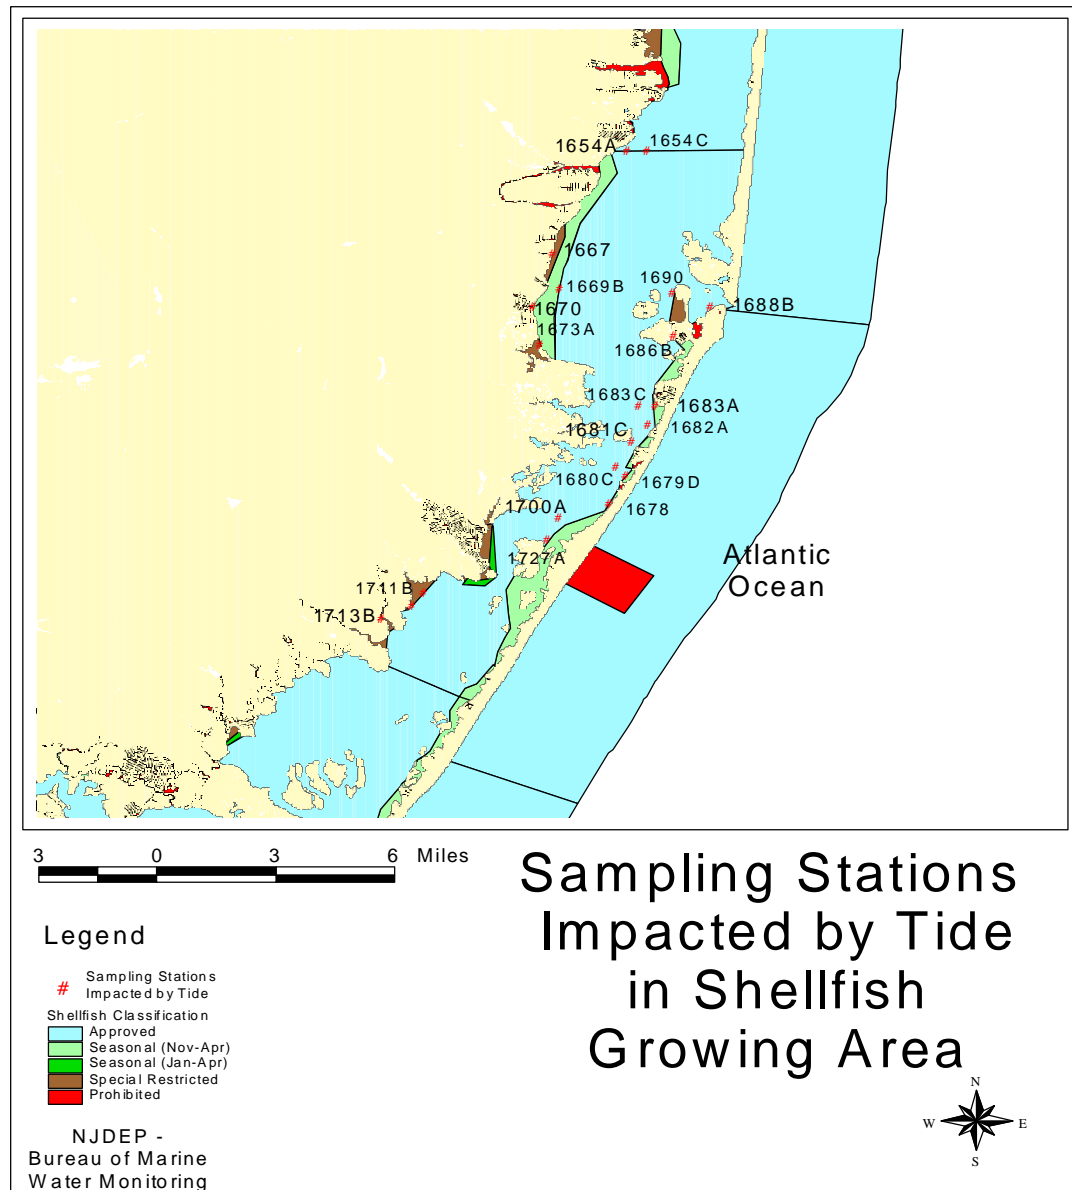 1654A
1654C
1667
1669B
1690
1670
1688B
1673A
1686B
1683C
1683A
1681C
1682A
1680C
1679D
1700A
1678
1727A
Atlantic
Ocean
1711B
1713B
3 0 3 6 Miles
Sampling Stations
Impacted by Tide
in Shellfish
Growing Area
Legend
# Sampling Stations
Impacted by Tide
Shellfish Classification
Approved
Seasonal (Nov-Apr)
Seasonal (Jan-Apr)
Special Restricted
Prohibited
N
W E
S
NJDEP -
Bureau of Marine
Water Monitoring